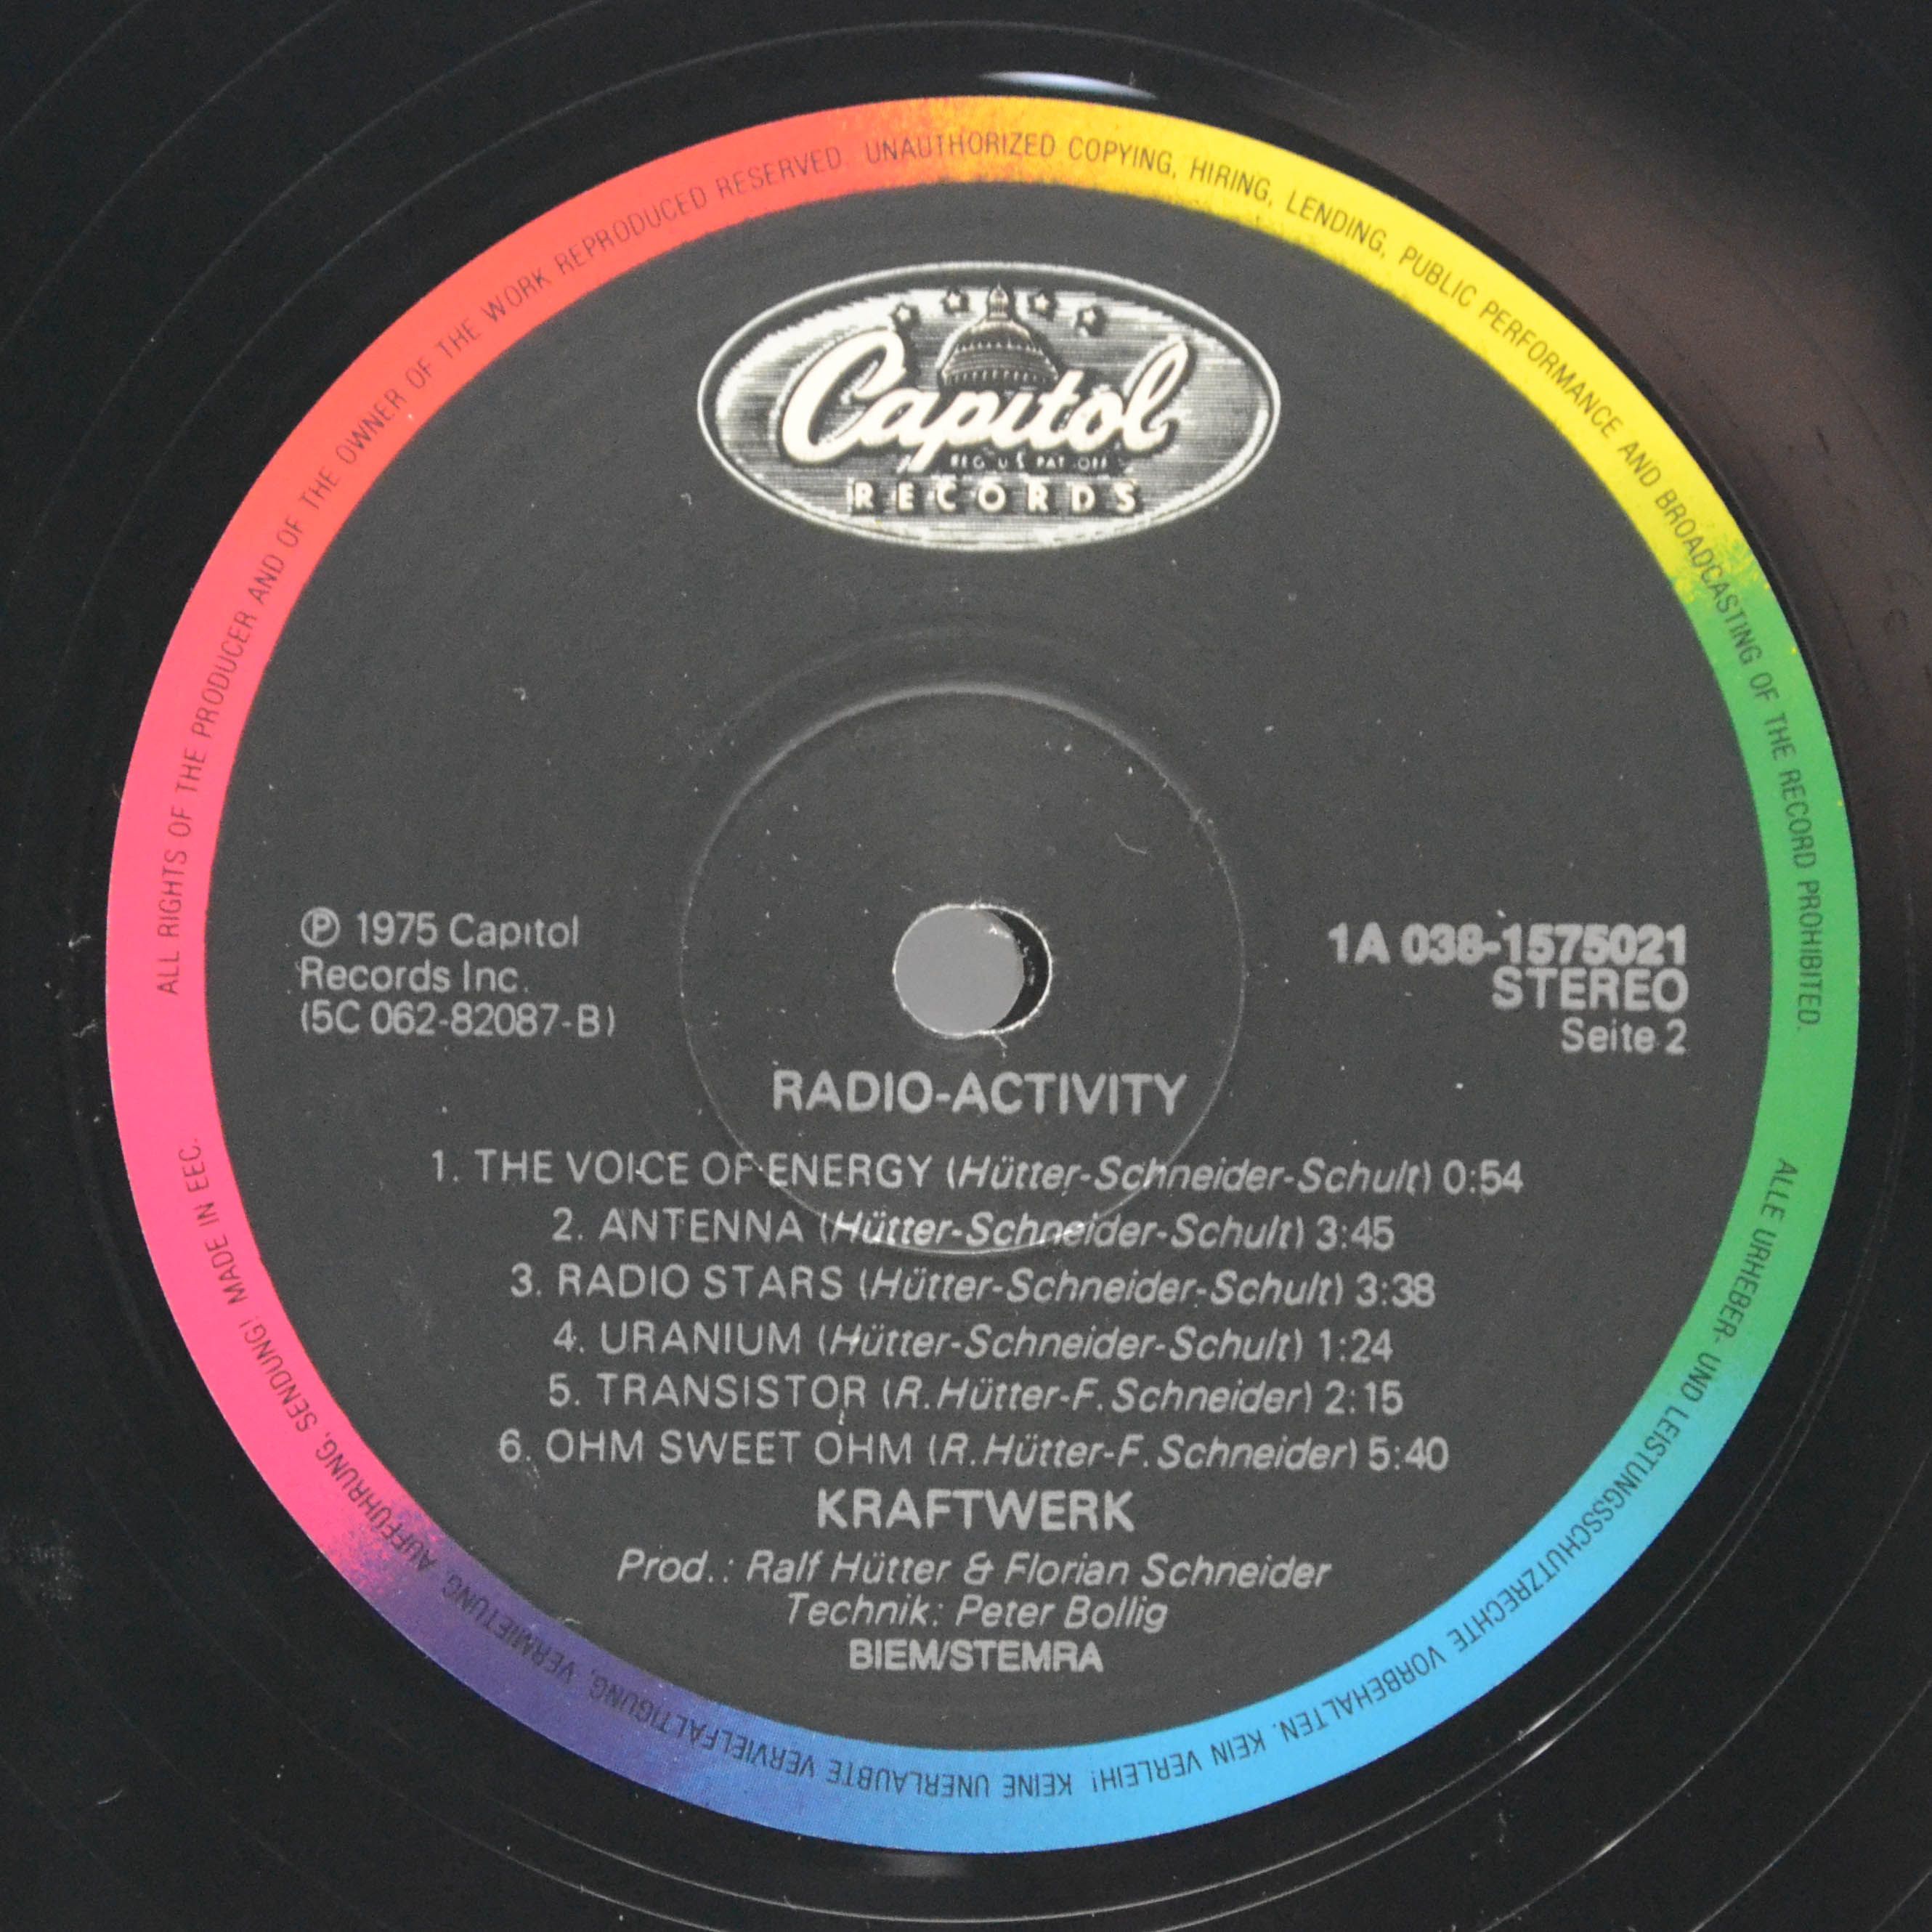 ALL RIGHTS OF THE PRODUCER AND OF THE OWNER OF THE WORK REPRODUCED RESERVED. UNAUTHORIZED COPYING, HIRING, LENDING, PUBLIC PERFORMANCE AND BROADCASTING OF THE RECORD PROHIBITED.
Capitol
REG U S PAT OFF
RECORDS
℗ 1975 Capitol
Records Inc.
(5C 062-82087-B)
1A 038-1575021
STEREO
Seite 2
RADIO-ACTIVITY
1. THE VOICE OF ENERGY (Hütter-Schneider-Schult) 0:54
2. ANTENNA (Hütter-Schneider-Schult) 3:45
3. RADIO STARS (Hütter-Schneider-Schult) 3:38
4. URANIUM (Hütter-Schneider-Schult) 1:24
5. TRANSISTOR (R.Hütter-F.Schneider) 2:15
6. OHM SWEET OHM (R.Hütter-F.Schneider) 5:40
KRAFTWERK
Prod.: Ralf Hütter & Florian Schneider
Technik: Peter Bollig
BIEM/STEMRA
ALLE URHEBER- UND LEISTUNGSSCHUTZRECHTE VORBEHALTEN. KEIN VERLEIH! KEINE UNERLAUBTE VERVIELFÄLTIGUNG, VERMIETUNG, AUFFÜHRUNG, SENDUNG! MADE IN EEC.